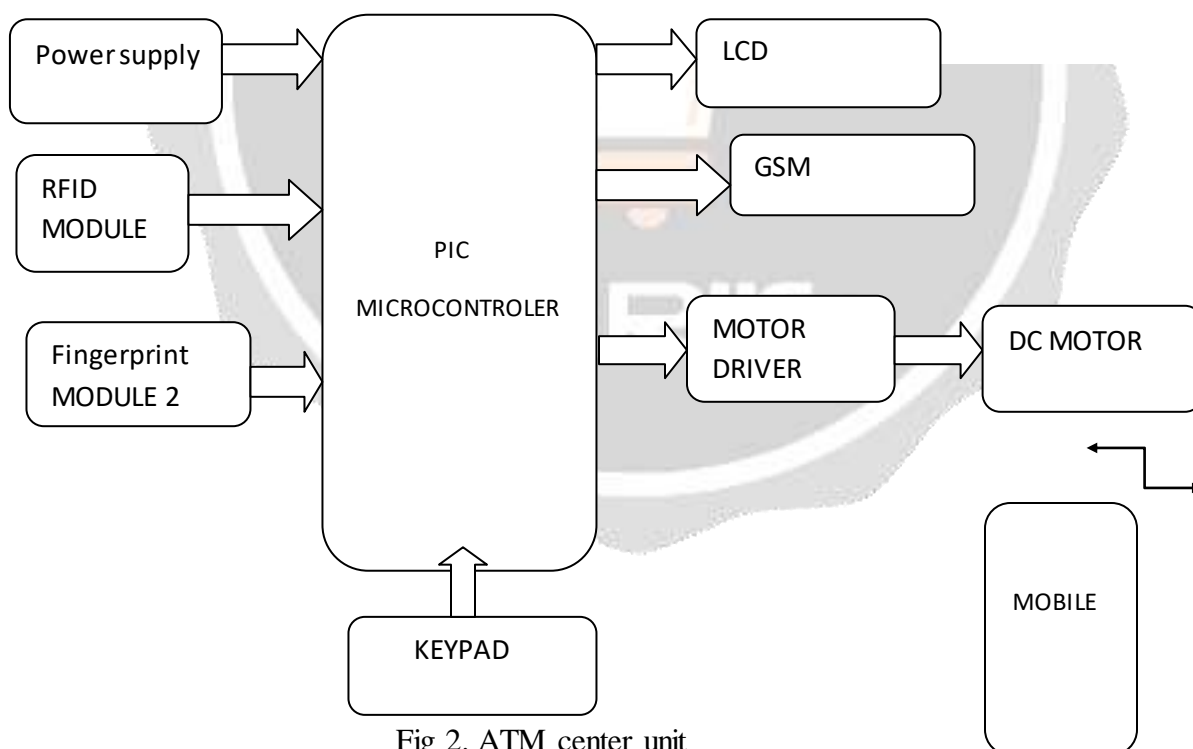 Power supply
LCD
RFID
MODULE
GSM
PIC
MICROCONTROLER
Fingerprint
MODULE 2
MOTOR
DRIVER
DC MOTOR
KEYPAD
MOBILE
Fig 2. ATM center unit